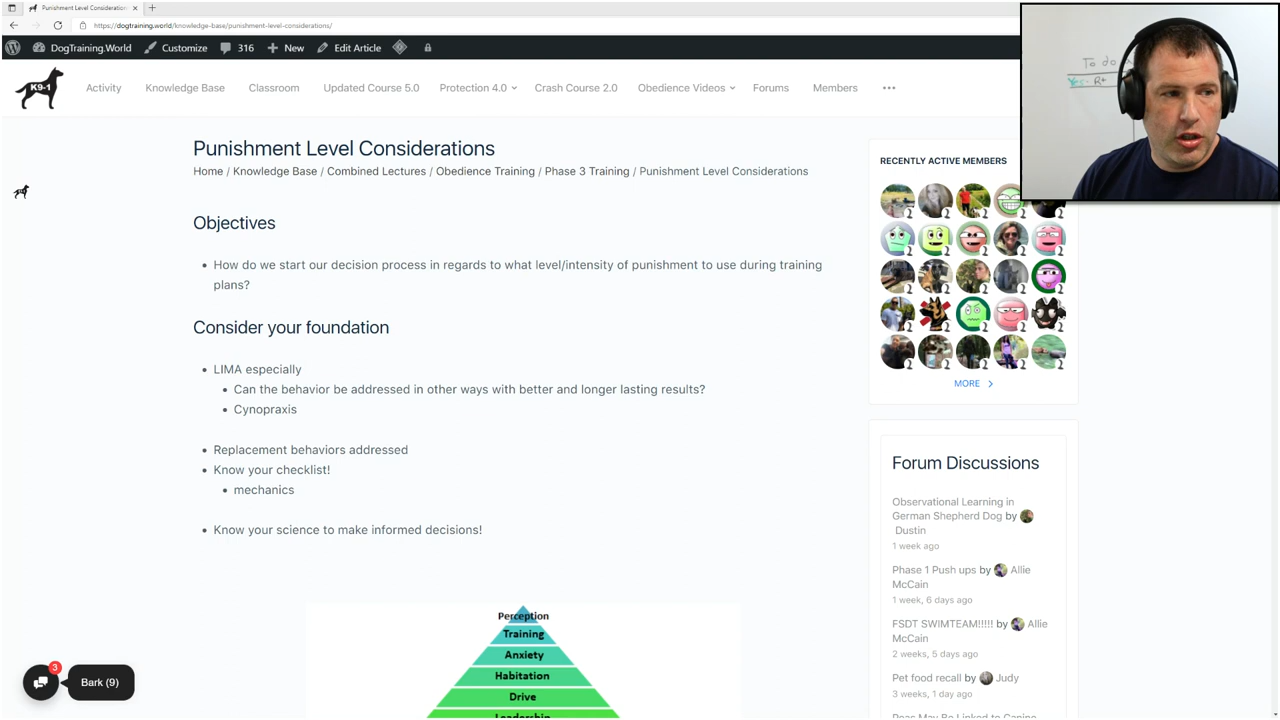 Punishment Level Consideration
https://dogtraining.world/knowledge-base/punishment-level-considerations/
DogTraining.World
Customize
316
New
Edit Article
K9-1
Activity
Knowledge Base
Classroom
Updated Course 5.0
Protection 4.0
Crash Course 2.0
Obedience Videos
Forums
Members
To do
R+
Punishment Level Considerations
Home / Knowledge Base / Combined Lectures / Obedience Training / Phase 3 Training / Punishment Level Considerations
Objectives
How do we start our decision process in regards to what level/intensity of punishment to use during training
plans?
Consider your foundation
LIMA especially
Can the behavior be addressed in other ways with better and longer lasting results?
Cynopraxis
Replacement behaviors addressed
Know your checklist!
mechanics
Know your science to make informed decisions!
Perception
Training
Anxiety
Habitation
Drive
Leadership
RECENTLY ACTIVE MEMBERS
MORE
Forum Discussions
Observational Learning in
German Shepherd Dog by
Dustin
1 week ago
Phase 1 Push ups by Allie
McCain
1 week, 6 days ago
FSDT SWIMTEAM!!!!! by Allie
McCain
2 weeks, 5 days ago
Pet food recall by Judy
3 weeks, 1 day ago
Peas May Be Linked to Canine
3
Bark (9)